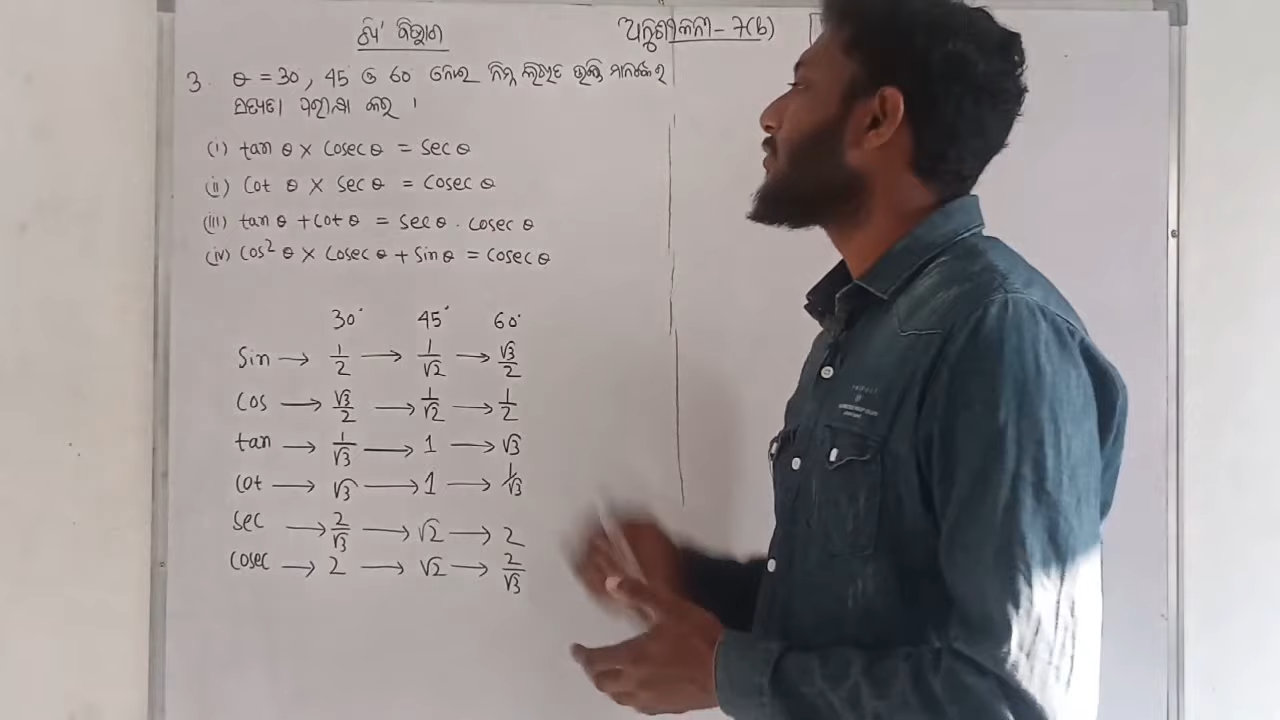 'ଖ' ବିଭାଗ
ଅନୁଶୀଳନୀ - 7(b)
3. θ = 30, 45 ଓ 60 ନେଇ ନିମ୍ନ ଲିଖିତ ଉକ୍ତି ମାନଙ୍କର
ସତ୍ୟତା ପରୀକ୍ଷା କର ।
(i) tan θ × cosec θ = sec θ
(ii) cot θ × sec θ = cosec θ
(iii) tan θ + cot θ = sec θ . cosec θ
(iv) cos² θ × cosec θ + sin θ = cosec θ
30° 45° 60°
Sin → 1/2 → 1/√2 → √3/2
cos → √3/2 → 1/√2 → 1/2
tan → 1/√3 → 1 → √3
cot → √3 → 1 → 1/√3
sec → 2/√3 → √2 → 2
cosec → 2 → √2 → 2/√3